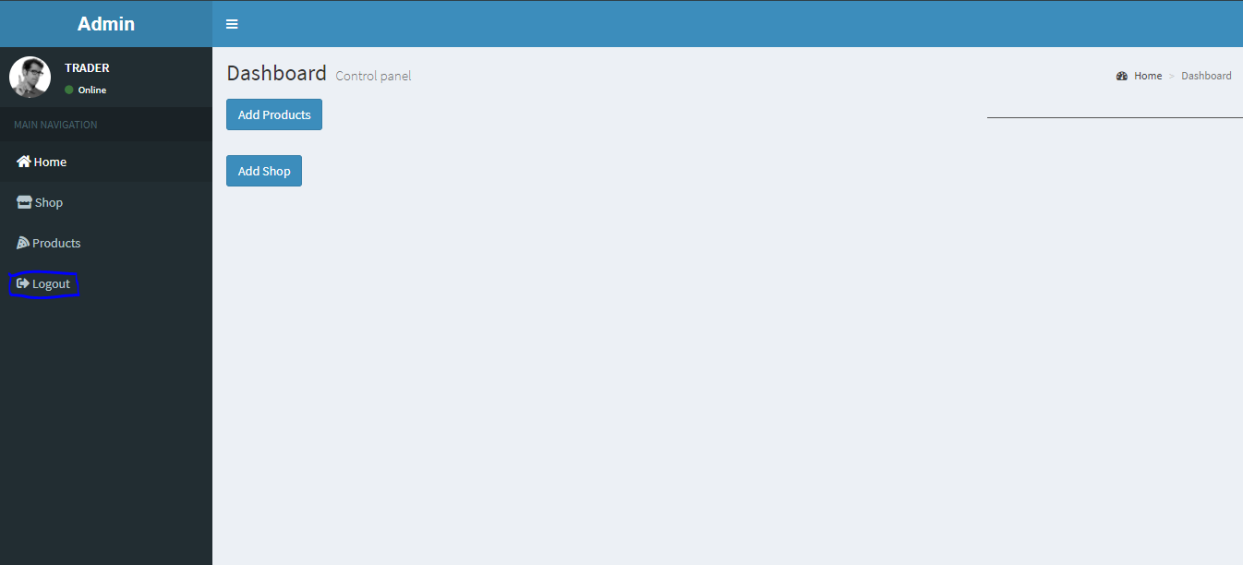 Admin
TRADER
Online
MAIN NAVIGATION
Home
Shop
Products
Logout
Dashboard Control panel
Home > Dashboard
Add Products
Add Shop